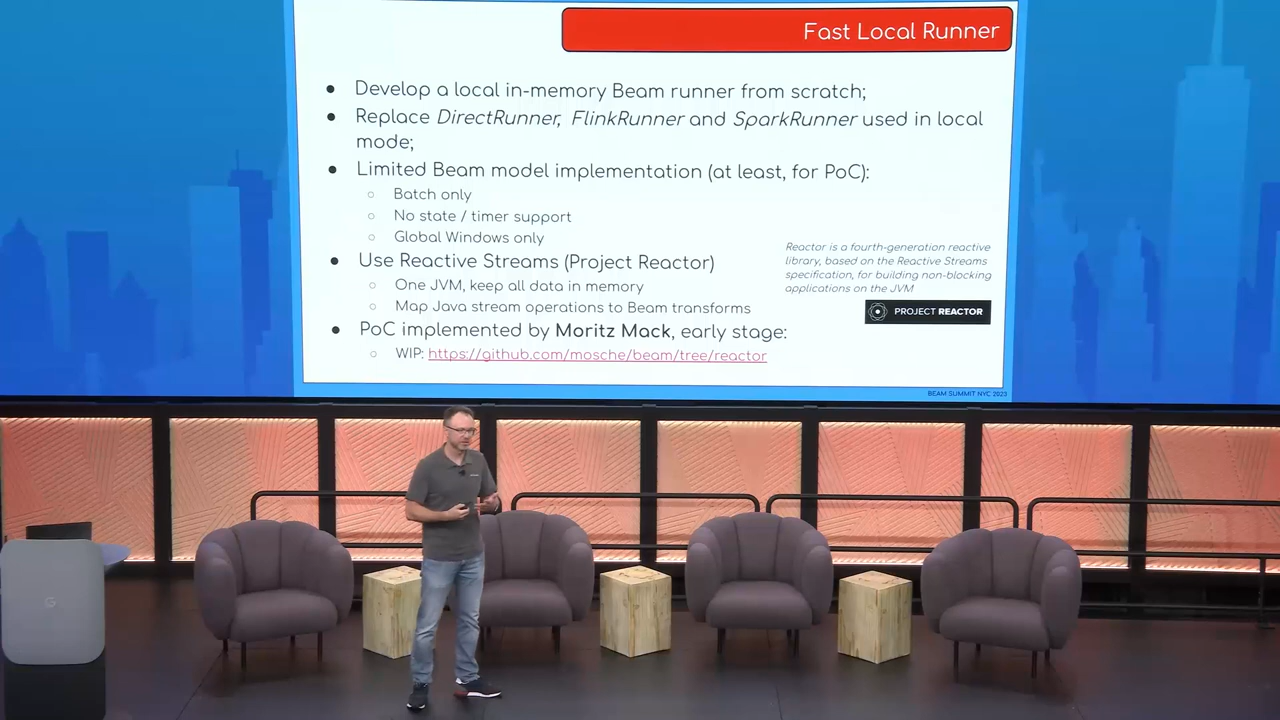 Fast Local Runner
● Develop a local in-memory Beam runner from scratch;
● Replace DirectRunner, FlinkRunner and SparkRunner used in local
mode;
● Limited Beam model implementation (at least, for PoC):
○ Batch only
○ No state / timer support
○ Global Windows only
● Use Reactive Streams (Project Reactor)
○ One JVM, keep all data in memory
○ Map Java stream operations to Beam transforms
● PoC implemented by Moritz Mack, early stage:
○ WIP: https://github.com/mosche/beam/tree/reactor
Reactor is a fourth-generation reactive
library, based on the Reactive Streams
specification, for building non-blocking
applications on the JVM
PROJECT REACTOR
BEAM SUMMIT NYC 2023
G